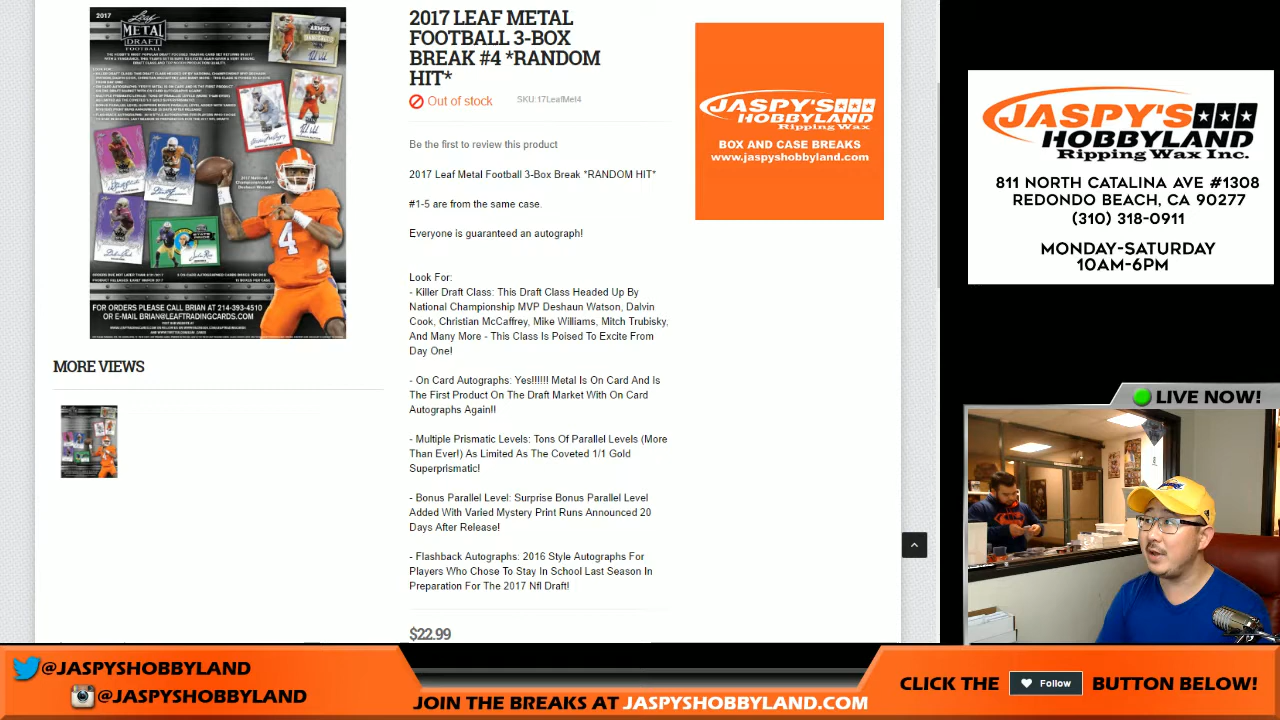 2017
LEAF
METAL
DRAFT
FOOTBALL
2017 National
Championship MVP
Deshaun Watson
FOR ORDERS PLEASE CALL BRIAN AT 214-393-4510
OR E-MAIL BRIAN@LEAFTRADINGCARDS.COM
MORE VIEWS
2017 LEAF METAL
FOOTBALL 3-BOX
BREAK #4 *RANDOM
HIT*
Out of stock
SKU:17LeafMet4
Be the first to review this product
2017 Leaf Metal Football 3-Box Break *RANDOM HIT*
#1-5 are from the same case.
Everyone is guaranteed an autograph!
Look For:
- Killer Draft Class: This Draft Class Headed Up By
National Championship MVP Deshaun Watson, Dalvin
Cook, Christian McCaffrey, Mike Williams, Mitch Trubisky,
And Many More - This Class Is Poised To Excite From
Day One!
- On Card Autographs: Yes!!!!!! Metal Is On Card And Is
The First Product On The Draft Market With On Card
Autographs Again!!
- Multiple Prismatic Levels: Tons Of Parallel Levels (More
Than Ever!) As Limited As The Coveted 1/1 Gold
Superprismatic!
- Bonus Parallel Level: Surprise Bonus Parallel Level
Added With Varied Mystery Print Runs Announced 20
Days After Release!
- Flashback Autographs: 2016 Style Autographs For
Players Who Chose To Stay In School Last Season In
Preparation For The 2017 Nfl Draft!
$22.99
JASPY'S
HOBBYLAND
Ripping Wax
BOX AND CASE BREAKS
www.jaspyshobbyland.com
JASPY'S
HOBBYLAND
Ripping Wax Inc.
811 NORTH CATALINA AVE #1308
REDONDO BEACH, CA 90277
(310) 318-0911
MONDAY-SATURDAY
10AM-6PM
LIVE NOW!
@JASPYSHOBBYLAND
@JASPYSHOBBYLAND
JOIN THE BREAKS AT JASPYSHOBBYLAND.COM
CLICK THE Follow BUTTON BELOW!